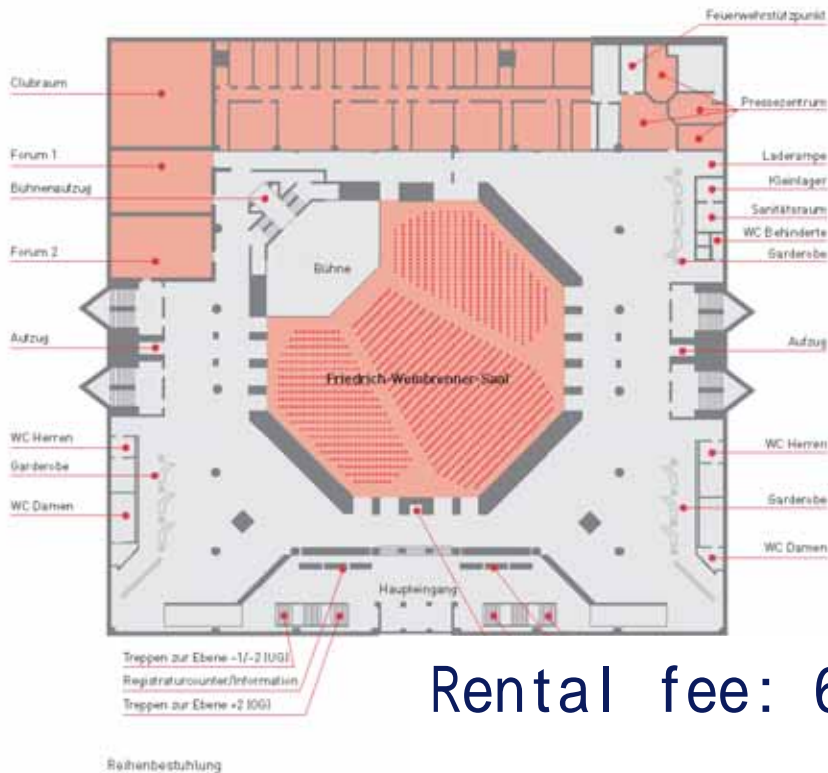 Feuerwehrstützpunkt
Clubraum
Pressezentrum
Forum 1
Bühnenaufzug
Laderampe
Kleinlager
Sanitätsraum
WC Behinderte
Garderobe
Forum 2
Bühne
Aufzug
Aufzug
Friedrich-Weinbrenner-Saal
WC Herren
Garderobe
WC Damen
WC Herren
Garderobe
WC Damen
Haupteingang
Treppen zur Ebene -1/-2 (UG)
Registraturcounter/Information
Treppen zur Ebene +2 (OG)
Rental fee: 6
Reihenbestuhlung